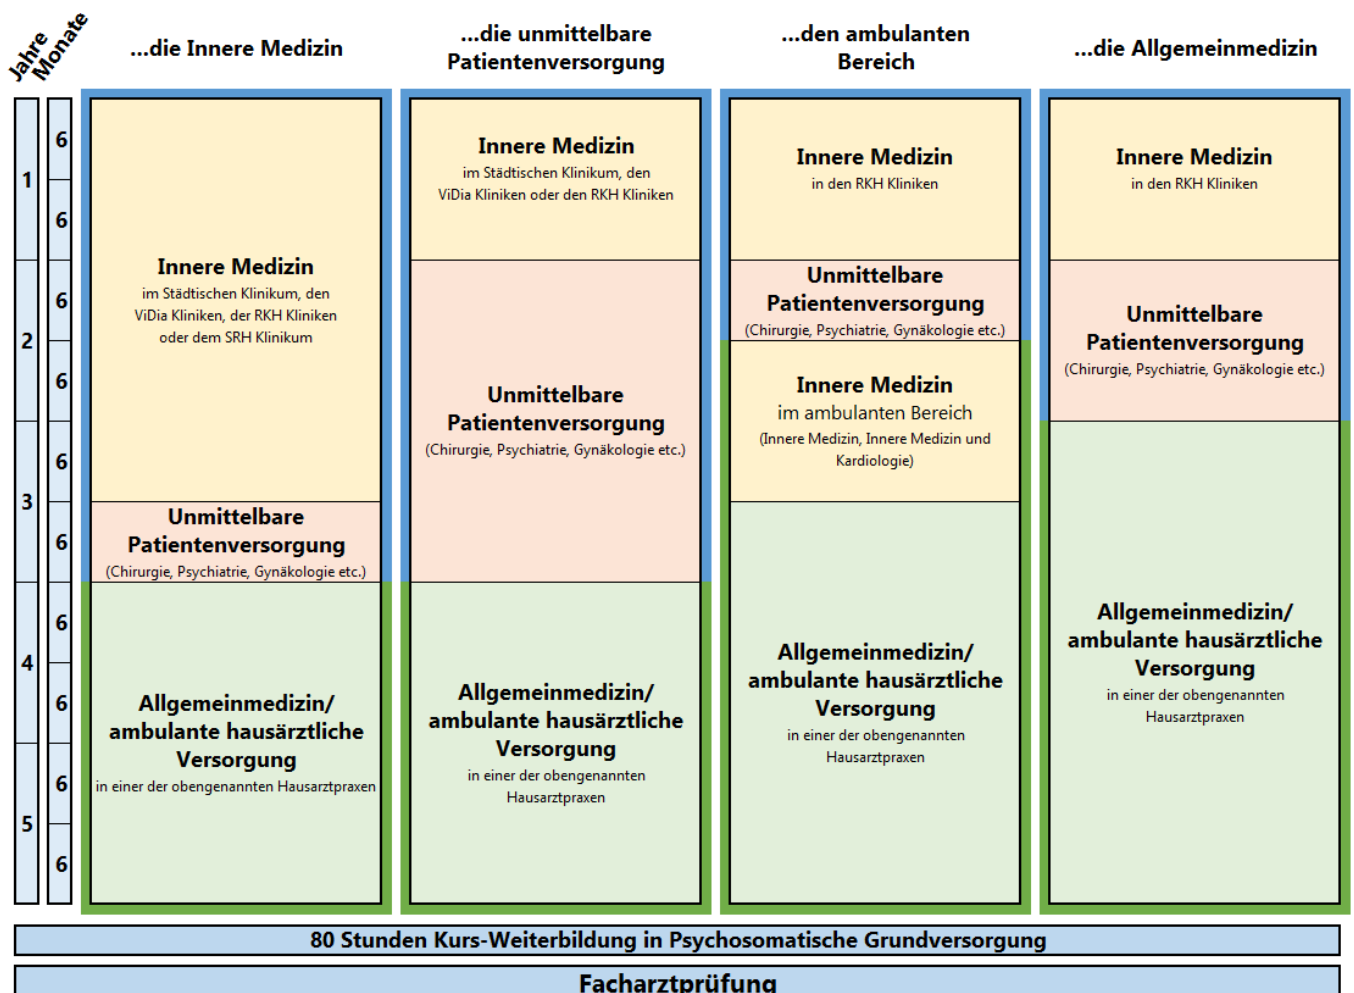 Jahre
Monate
...die Innere Medizin
...die unmittelbare
Patientenversorgung
...den ambulanten
Bereich
...die Allgemeinmedizin
1
2
3
4
5
6
6
6
6
6
6
6
6
6
6
Innere Medizin
im Städtischen Klinikum, den
ViDia Kliniken, der RKH Kliniken
oder dem SRH Klinikum
Unmittelbare
Patientenversorgung
(Chirurgie, Psychiatrie, Gynäkologie etc.)
Allgemeinmedizin/
ambulante hausärztliche
Versorgung
in einer der obengenannten Hausarztpraxen
Innere Medizin
im Städtischen Klinikum, den
ViDia Kliniken oder den RKH Kliniken
Unmittelbare
Patientenversorgung
(Chirurgie, Psychiatrie, Gynäkologie etc.)
Allgemeinmedizin/
ambulante hausärztliche
Versorgung
in einer der obengenannten
Hausarztpraxen
Innere Medizin
in den RKH Kliniken
Unmittelbare
Patientenversorgung
(Chirurgie, Psychiatrie, Gynäkologie etc.)
Innere Medizin
im ambulanten Bereich
(Innere Medizin, Innere Medizin und
Kardiologie)
Allgemeinmedizin/
ambulante hausärztliche
Versorgung
in einer der obengenannten
Hausarztpraxen
Innere Medizin
in den RKH Kliniken
Unmittelbare
Patientenversorgung
(Chirurgie, Psychiatrie, Gynäkologie etc.)
Allgemeinmedizin/
ambulante hausärztliche
Versorgung
in einer der obengenannten
Hausarztpraxen
80 Stunden Kurs-Weiterbildung in Psychosomatische Grundversorgung
Facharztprüfung